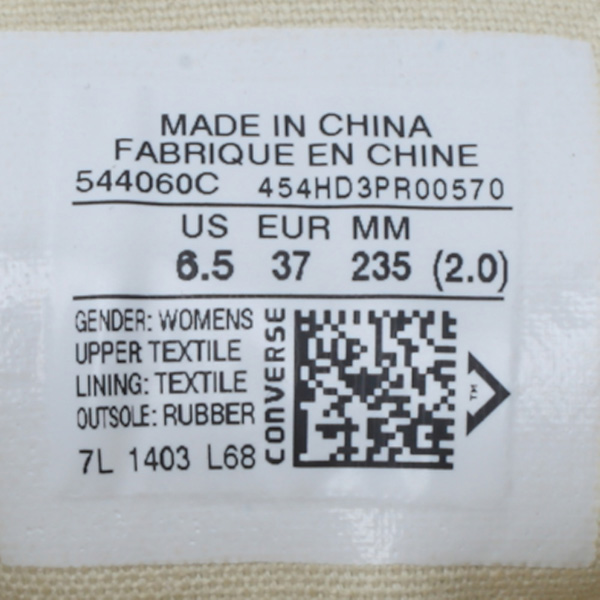 MADE IN CHINA
FABRIQUE EN CHINE
544060C 454HD3PR00570
US EUR MM
6.5 37 235 (2.0)
GENDER: WOMENS
UPPER TEXTILE
LINING: TEXTILE
OUTSOLE: RUBBER
7L 1403 L68
CONVERSE
TM